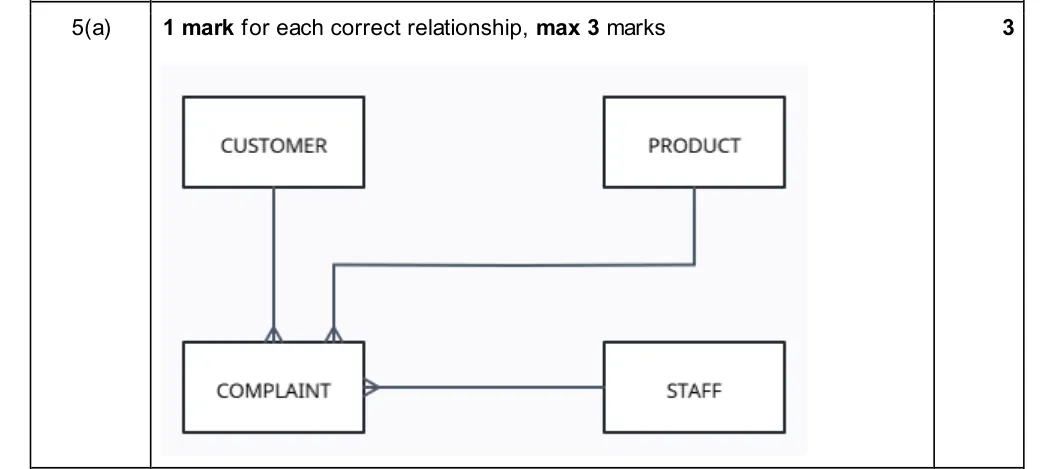 5(a)
1 mark for each correct relationship, max 3 marks
3
CUSTOMER
PRODUCT
COMPLAINT
STAFF